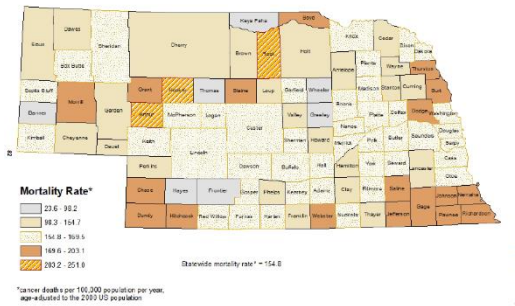 Keya Paha Boyd
Sioux Dawes Sheridan Cherry Brown Rock Holt Knox Cedar Dixon Dakota
Box Butte Antelope Pierce Wayne Thurston
Scotts Bluff Morrill Garden Grant Hooker Thomas Blaine Loup Garfield Wheeler Madison Stanton Cuming Burt
Banner Arthur McPherson Logan Valley Greeley Boone Platte Colfax Dodge Washington
Kimball Cheyenne Deuel Keith Lincoln Custer Sherman Howard Nance Merrick Polk Butler Saunders Douglas Sarpy
Perkins Dawson Buffalo Hall Hamilton York Seward Lancaster Cass Otoe
Chase Hayes Frontier Gosper Phelps Kearney Adams Clay Fillmore Saline Gage Johnson Nemaha
Dundy Hitchcock Red Willow Furnas Harlan Franklin Webster Nuckolls Thayer Jefferson Pawnee Richardson
Mortality Rate*
23.6 - 98.2
98.3 - 154.7
154.8 - 169.5
169.6 - 203.1
203.2 - 251.8
Statewide mortality rate* = 154.8
*cancer deaths per 100,000 population per year,
age-adjusted to the 2000 US population